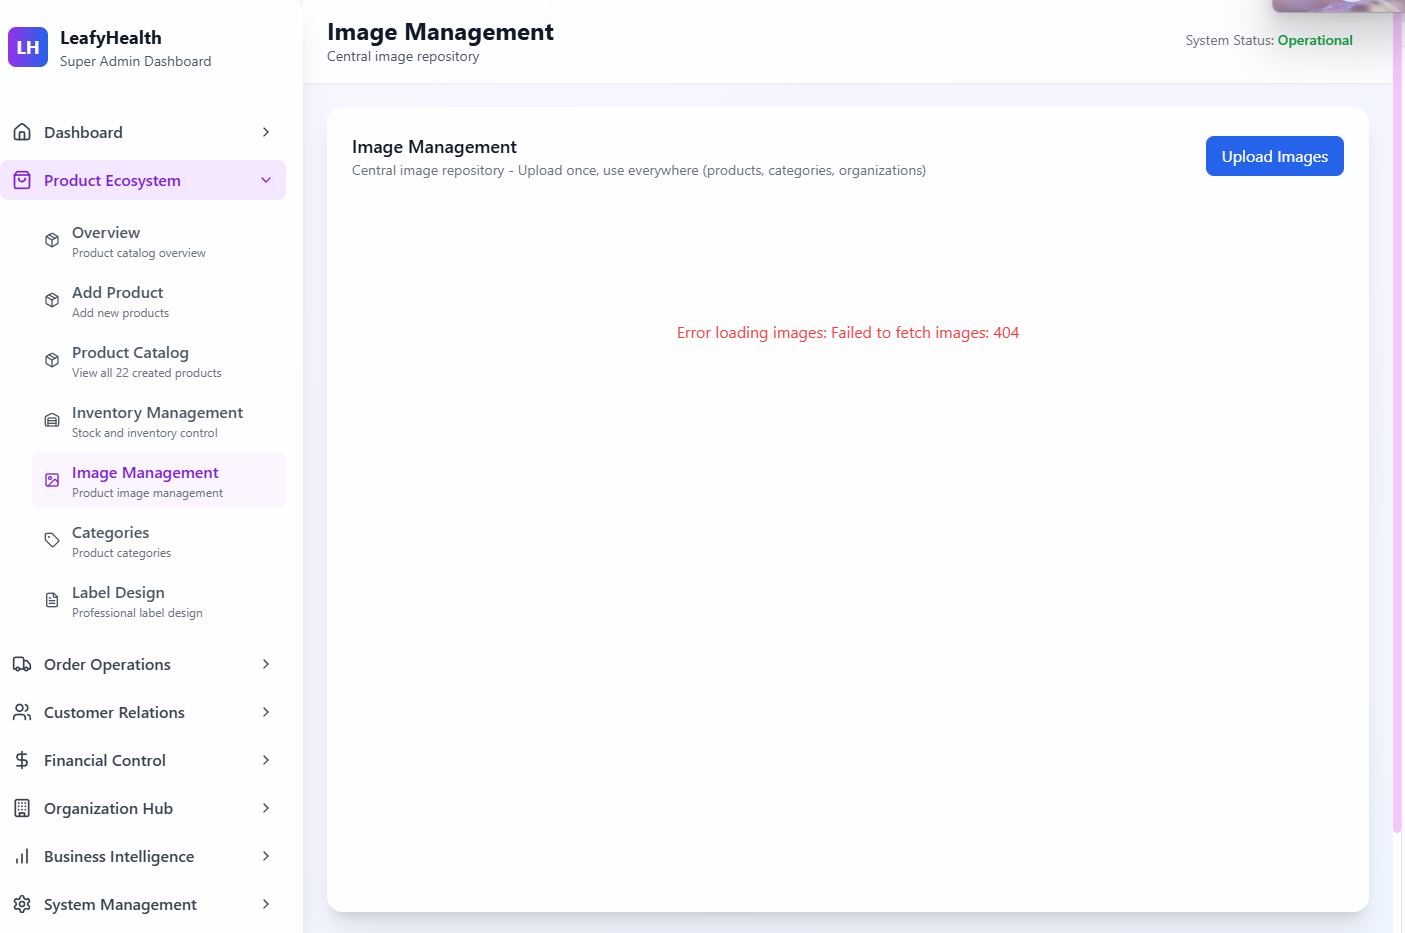 LH
LeafyHealth
Super Admin Dashboard
Dashboard
Product Ecosystem
Overview
Product catalog overview
Add Product
Add new products
Product Catalog
View all 22 created products
Inventory Management
Stock and inventory control
Image Management
Product image management
Categories
Product categories
Label Design
Professional label design
Order Operations
Customer Relations
Financial Control
Organization Hub
Business Intelligence
System Management
Image Management
Central image repository
System Status: Operational
Image Management
Central image repository - Upload once, use everywhere (products, categories, organizations)
Upload Images
Error loading images: Failed to fetch images: 404